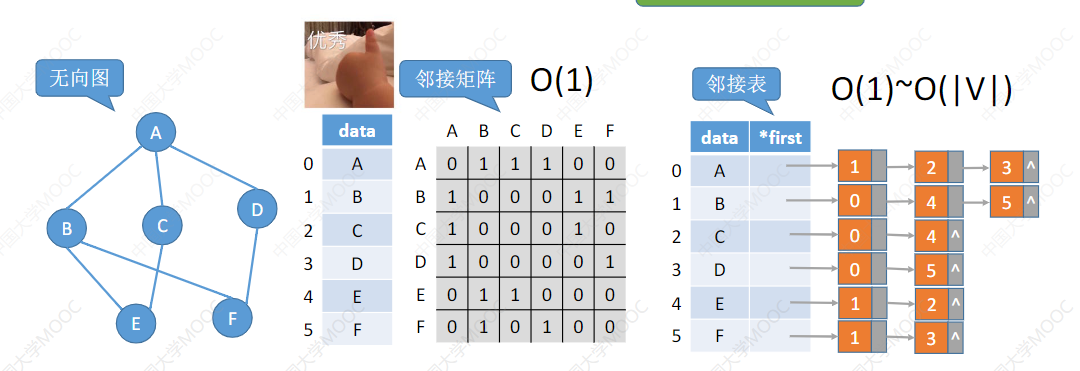 优秀
无向图
A
B
C
D
E
F
data
0 A
1 B
2 C
3 D
4 E
5 F
邻接矩阵
O(1)
A B C D E F
A 0 1 1 1 0 0
B 1 0 0 0 1 1
C 1 0 0 0 1 0
D 1 0 0 0 0 1
E 0 1 1 0 0 0
F 0 1 0 1 0 0
邻接表
O(1)~O(|V|)
data *first
0 A 1 2 3 ^
1 B 0 4 5 ^
2 C 0 4 ^
3 D 0 5 ^
4 E 1 2 ^
5 F 1 3 ^
中国大学MOOC